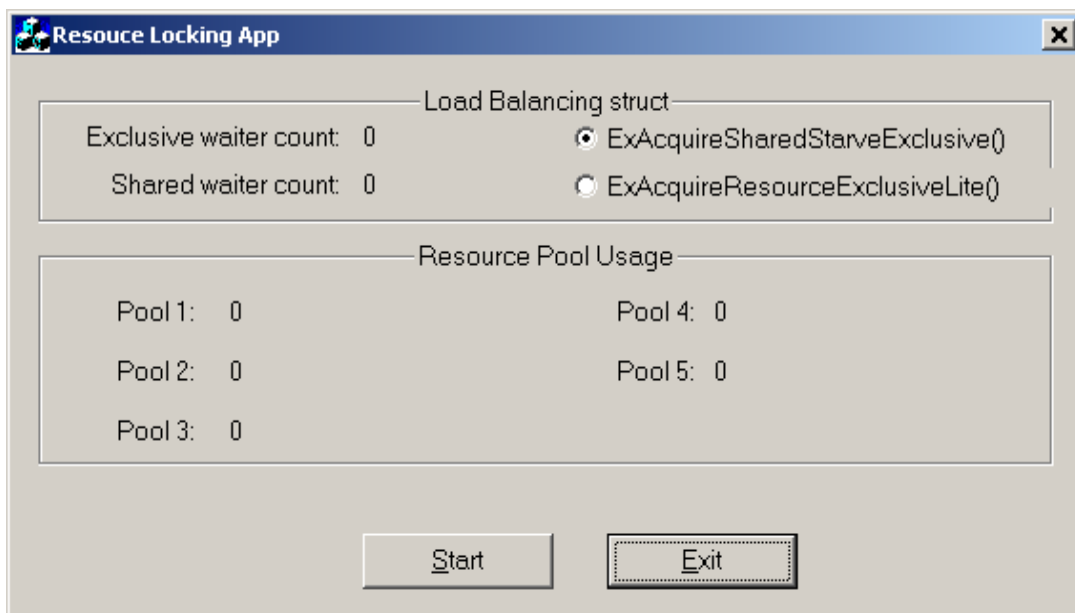 Resouce Locking App
Load Balancing struct
Exclusive waiter count: 0
ExAcquireSharedStarveExclusive()
Shared waiter count: 0
ExAcquireResourceExclusiveLite()
Resource Pool Usage
Pool 1: 0
Pool 4: 0
Pool 2: 0
Pool 5: 0
Pool 3: 0
Start
Exit